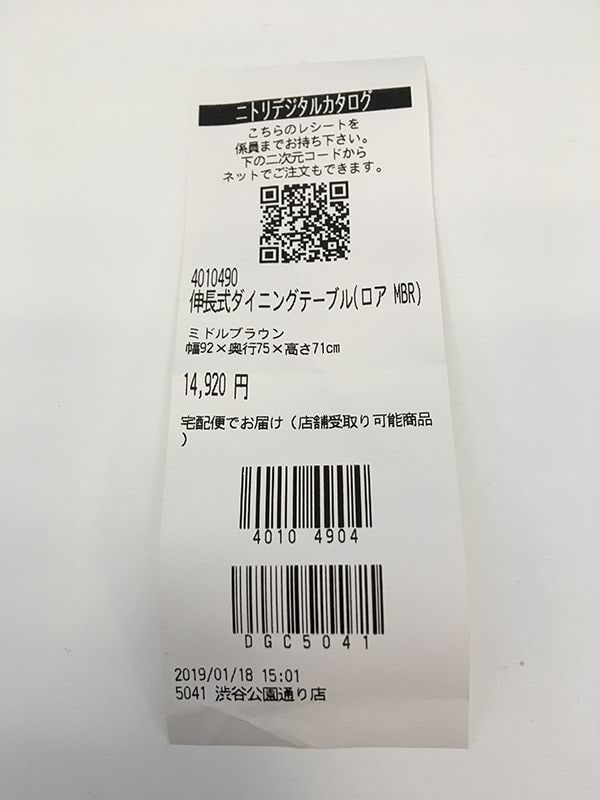 ニトリデジタルカタログ
こちらのレシートを
係員までお持ち下さい。
下の二次元コードから
ネットでご注文もできます。
4010490
伸長式ダイニングテーブル(ロア MBR)
ミドルブラウン
幅92×奥行75×高さ71cm
14,920 円
宅配便でお届け（店舗受取り可能商品
）
4010 4904
DGC5041
2019/01/18 15:01
5041 渋谷公園通り店